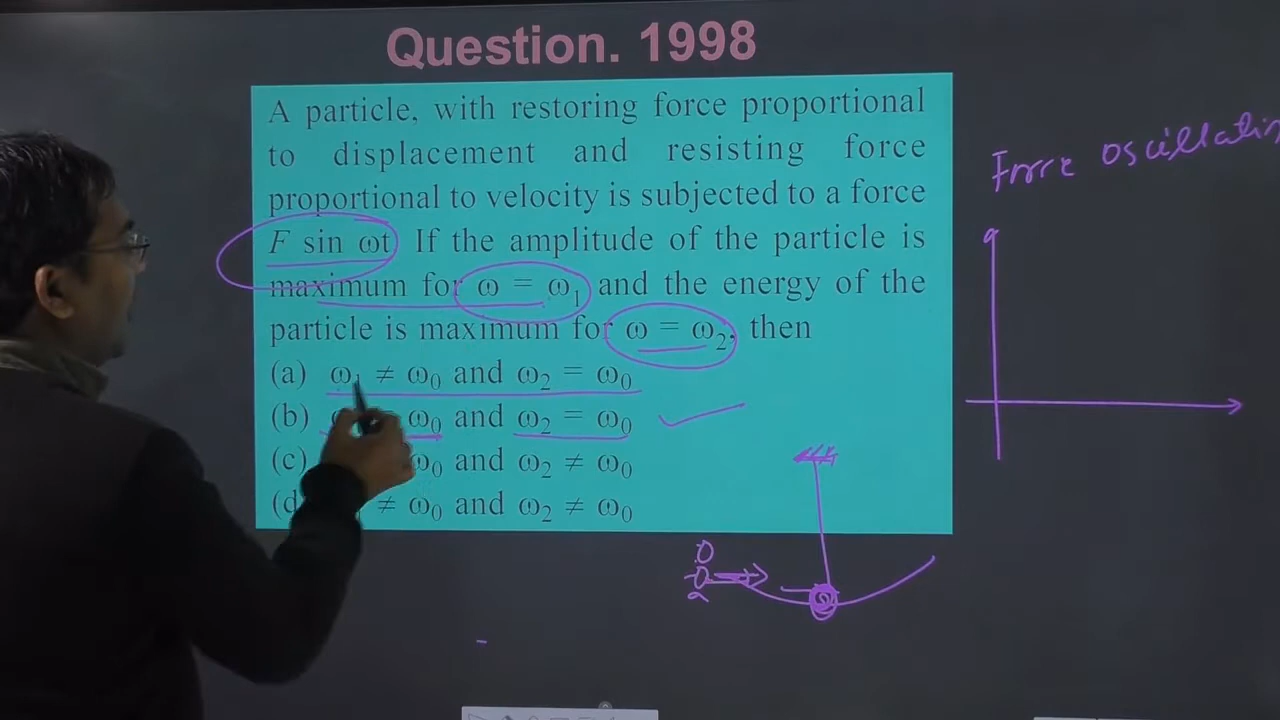 Question. 1998
A particle, with restoring force proportional
to displacement and resisting force
proportional to velocity is subjected to a force
F sin ωt If the amplitude of the particle is
maximum for ω = ω₁ and the energy of the
particle is maximum for ω = ω₂, then
(a) ω₁ ≠ ω₀ and ω₂ = ω₀
(b) ω₀ and ω₂ = ω₀
(c) ω₀ and ω₂ ≠ ω₀
(d ≠ ω₀ and ω₂ ≠ ω₀
Force oscillatin